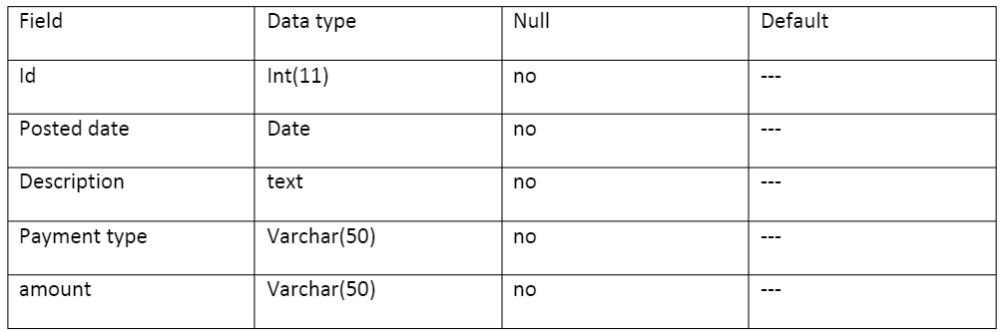 Field Data type Null Default
Id Int(11) no ---
Posted date Date no ---
Description text no ---
Payment type Varchar(50) no ---
amount Varchar(50) no ---